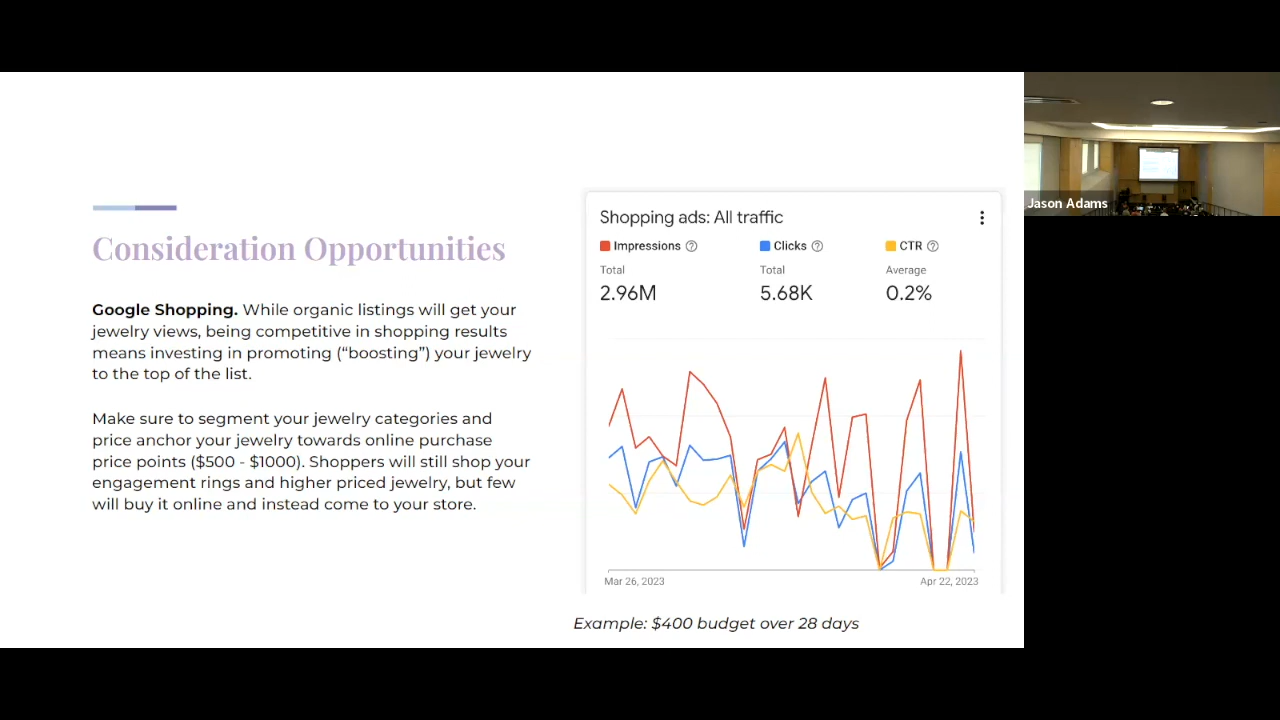 Consideration Opportunities
Google Shopping. While organic listings will get your
jewelry views, being competitive in shopping results
means investing in promoting (“boosting”) your jewelry
to the top of the list.
Make sure to segment your jewelry categories and
price anchor your jewelry towards online purchase
price points ($500 - $1000). Shoppers will still shop your
engagement rings and higher priced jewelry, but few
will buy it online and instead come to your store.
Shopping ads: All traffic
Impressions Clicks CTR
Total Total Average
2.96M 5.68K 0.2%
Mar 26, 2023 Apr 22, 2023
Example: $400 budget over 28 days
Jason Adams